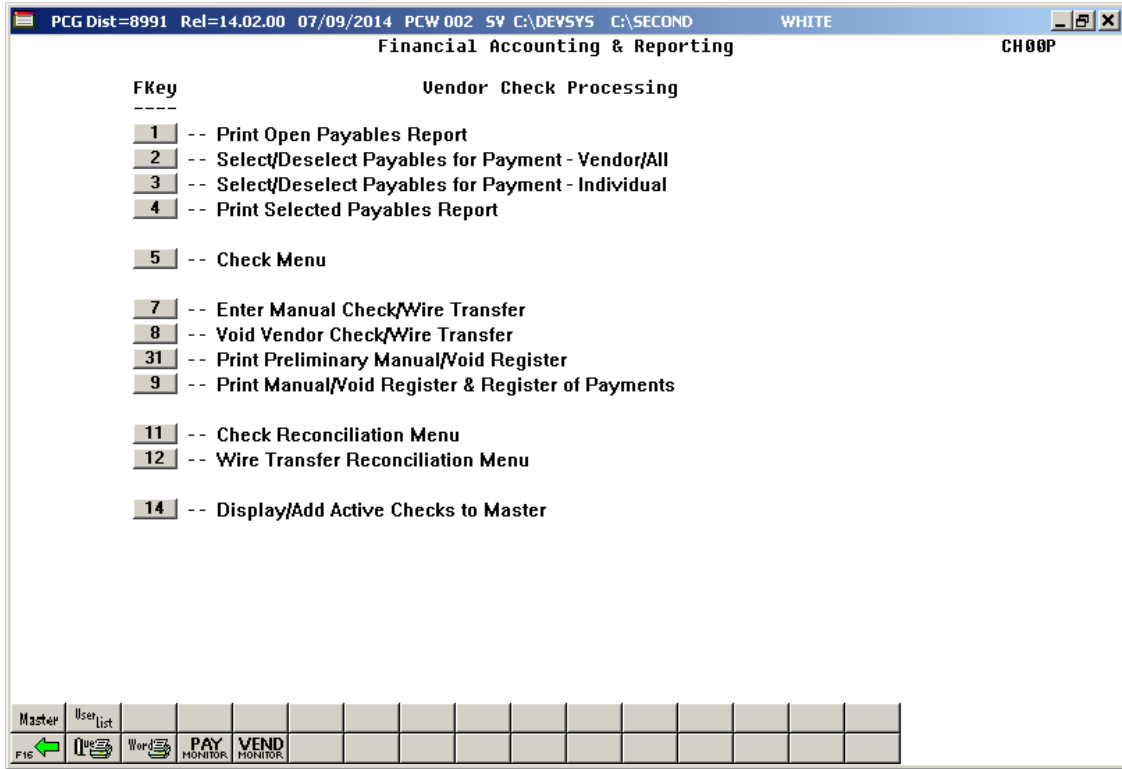 PCG Dist=8991 Rel=14.02.00 07/09/2014 PCW 002 SV C:\DEVSYS C:\SECOND WHITE
Financial Accounting & Reporting CH00P
FKey Vendor Check Processing
----
1 -- Print Open Payables Report
2 -- Select/Deselect Payables for Payment - Vendor/All
3 -- Select/Deselect Payables for Payment - Individual
4 -- Print Selected Payables Report
5 -- Check Menu
7 -- Enter Manual Check/Wire Transfer
8 -- Void Vendor Check/Wire Transfer
31 -- Print Preliminary Manual/Void Register
9 -- Print Manual/Void Register & Register of Payments
11 -- Check Reconciliation Menu
12 -- Wire Transfer Reconciliation Menu
14 -- Display/Add Active Checks to Master
Master User List
F16 Que Word PAY MONITOR VEND MONITOR